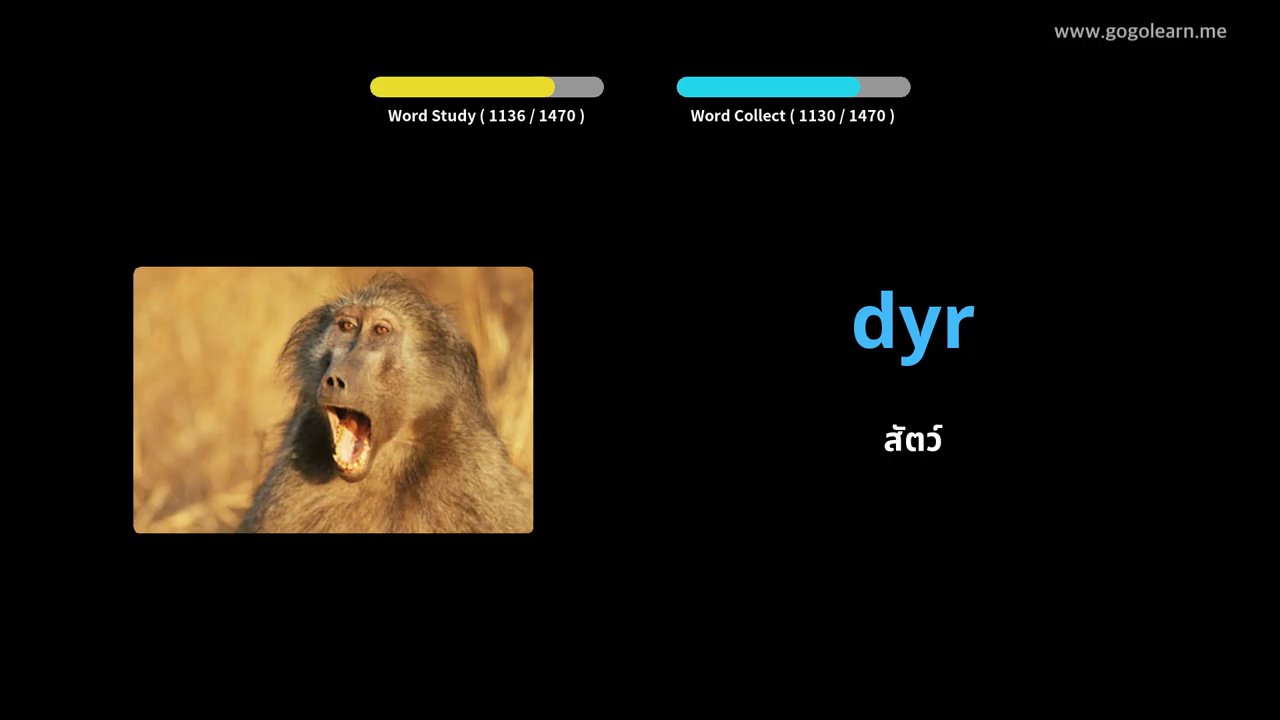 www.gogolearn.me
Word Study ( 1136 / 1470 )
Word Collect ( 1130 / 1470 )
dyr
สัตว์